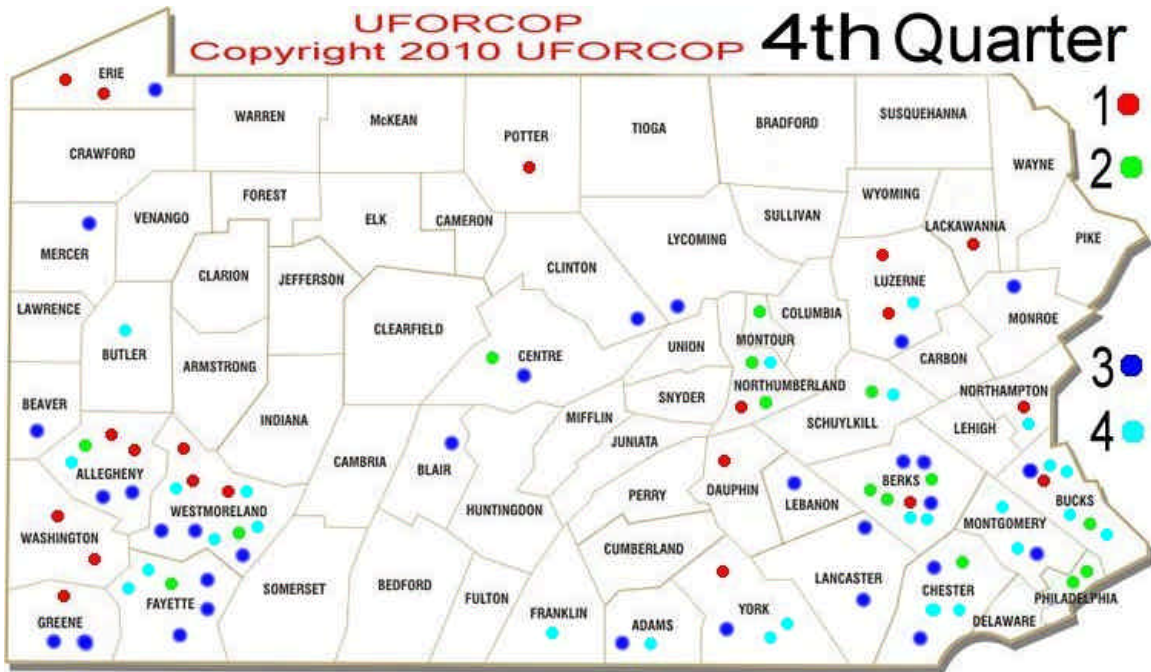 UFORCOP
Copyright 2010 UFORCOP
4th Quarter
1
2
3
4
ERIE
WARREN
McKEAN
POTTER
TIOGA
BRADFORD
SUSQUEHANNA
WAYNE
CRAWFORD
FOREST
VENANGO
ELK
CAMERON
SULLIVAN
WYOMING
LACKAWANNA
PIKE
MERCER
CLARION
JEFFERSON
CLINTON
LYCOMING
LUZERNE
LAWRENCE
BUTLER
ARMSTRONG
CLEARFIELD
CENTRE
UNION
MONTOUR
COLUMBIA
MONROE
CARBON
BEAVER
INDIANA
SNYDER
NORTHUMBERLAND
NORTHAMPTON
MIFFLIN
SCHUYLKILL
LEHIGH
JUNIATA
ALLEGHENY
CAMBRIA
BLAIR
HUNTINGDON
PERRY
DAUPHIN
LEBANON
BERKS
BUCKS
WESTMORELAND
MONTGOMERY
WASHINGTON
CUMBERLAND
LANCASTER
SOMERSET
BEDFORD
FULTON
FRANKLIN
ADAMS
YORK
CHESTER
DELAWARE
PHILADELPHIA
FAYETTE
GREENE